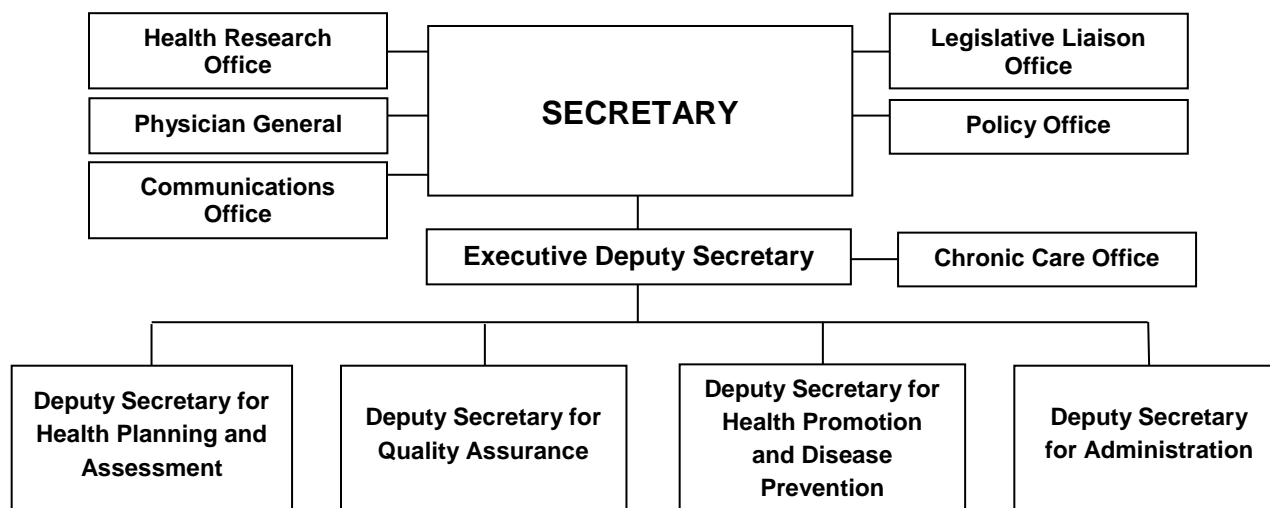 Health Research
Office
Physician General
Communications
Office
SECRETARY
Legislative Liaison
Office
Policy Office
Executive Deputy Secretary
Chronic Care Office
Deputy Secretary for
Health Planning and
Assessment
Deputy Secretary for
Quality Assurance
Deputy Secretary for
Health Promotion
and Disease
Prevention
Deputy Secretary
for Administration